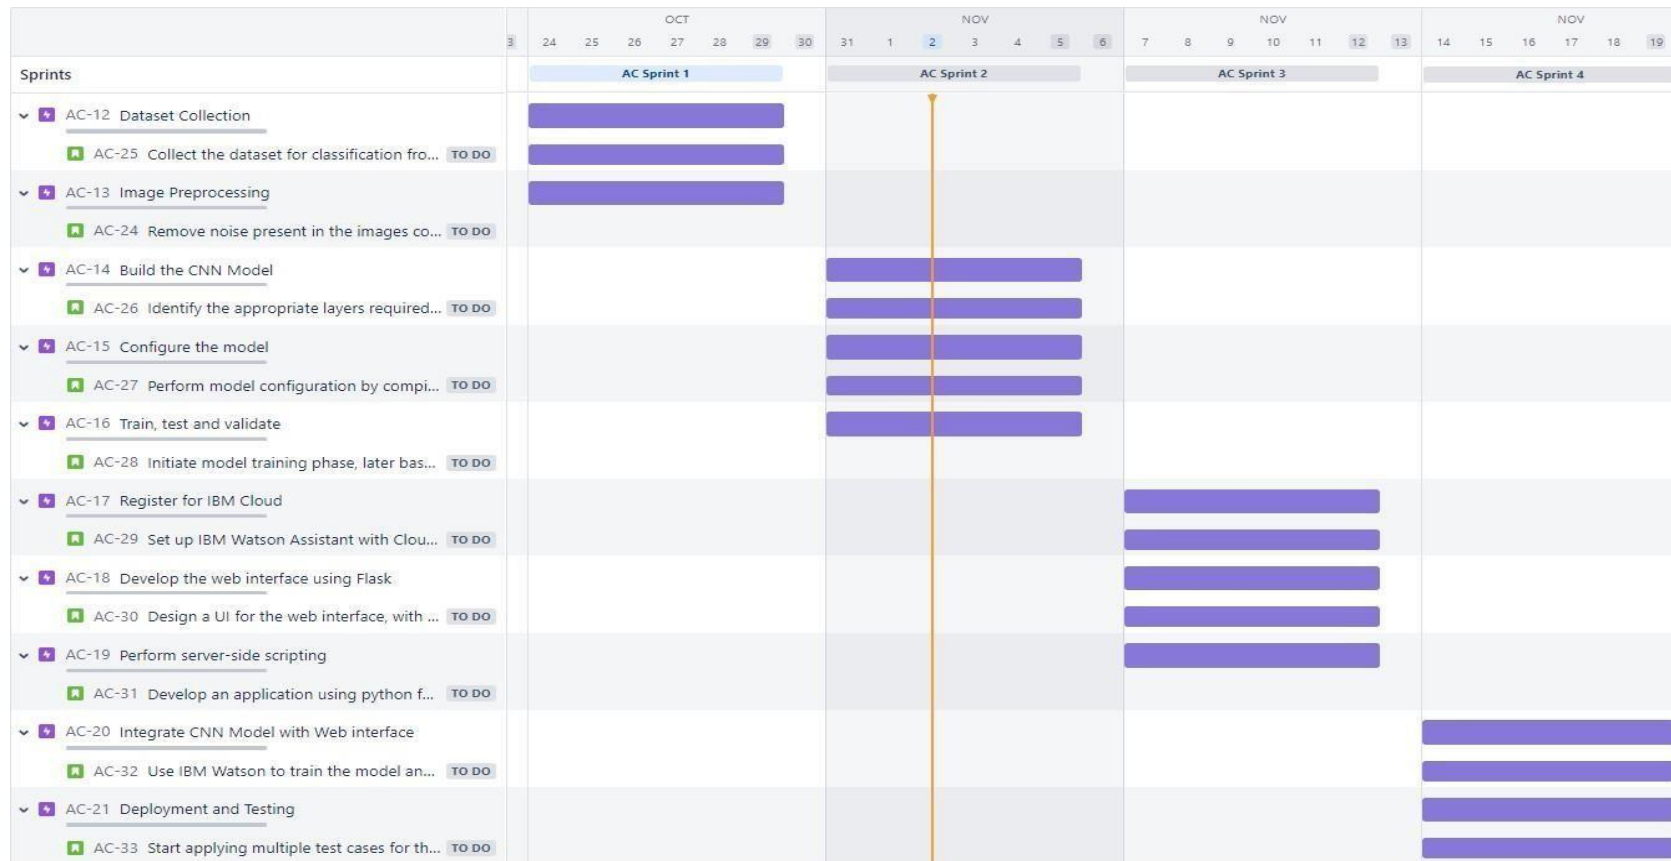 OCT NOV NOV NOV
3 24 25 26 27 28 29 30 31 1 2 3 4 5 6 7 8 9 10 11 12 13 14 15 16 17 18 19
Sprints AC Sprint 1 AC Sprint 2 AC Sprint 3 AC Sprint 4
AC-12 Dataset Collection
AC-25 Collect the dataset for classification fro... TO DO
AC-13 Image Preprocessing
AC-24 Remove noise present in the images co... TO DO
AC-14 Build the CNN Model
AC-26 Identify the appropriate layers required... TO DO
AC-15 Configure the model
AC-27 Perform model configuration by compi... TO DO
AC-16 Train, test and validate
AC-28 Initiate model training phase, later bas... TO DO
AC-17 Register for IBM Cloud
AC-29 Set up IBM Watson Assistant with Clou... TO DO
AC-18 Develop the web interface using Flask
AC-30 Design a UI for the web interface, with ... TO DO
AC-19 Perform server-side scripting
AC-31 Develop an application using python f... TO DO
AC-20 Integrate CNN Model with Web interface
AC-32 Use IBM Watson to train the model an... TO DO
AC-21 Deployment and Testing
AC-33 Start applying multiple test cases for th... TO DO